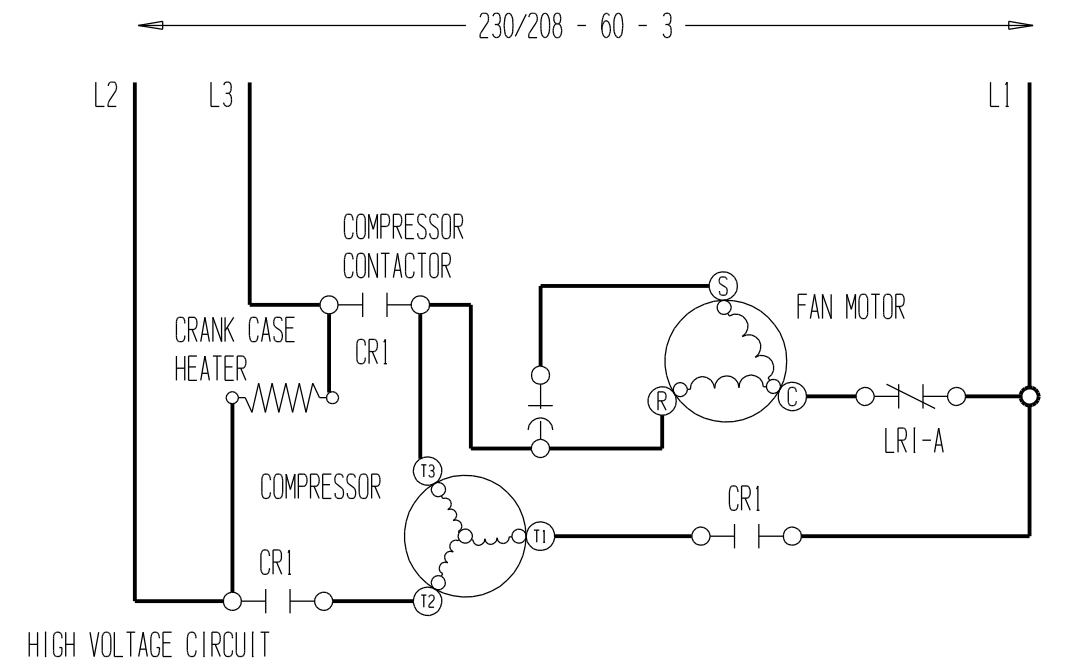 230/208 - 60 - 3
L2
L3
L1
COMPRESSOR
CONTACTOR
S
FAN MOTOR
CRANK CASE
HEATER
CR1
R
C
LR1-A
T3
COMPRESSOR
CR1
T1
CR1
T2
HIGH VOLTAGE CIRCUIT